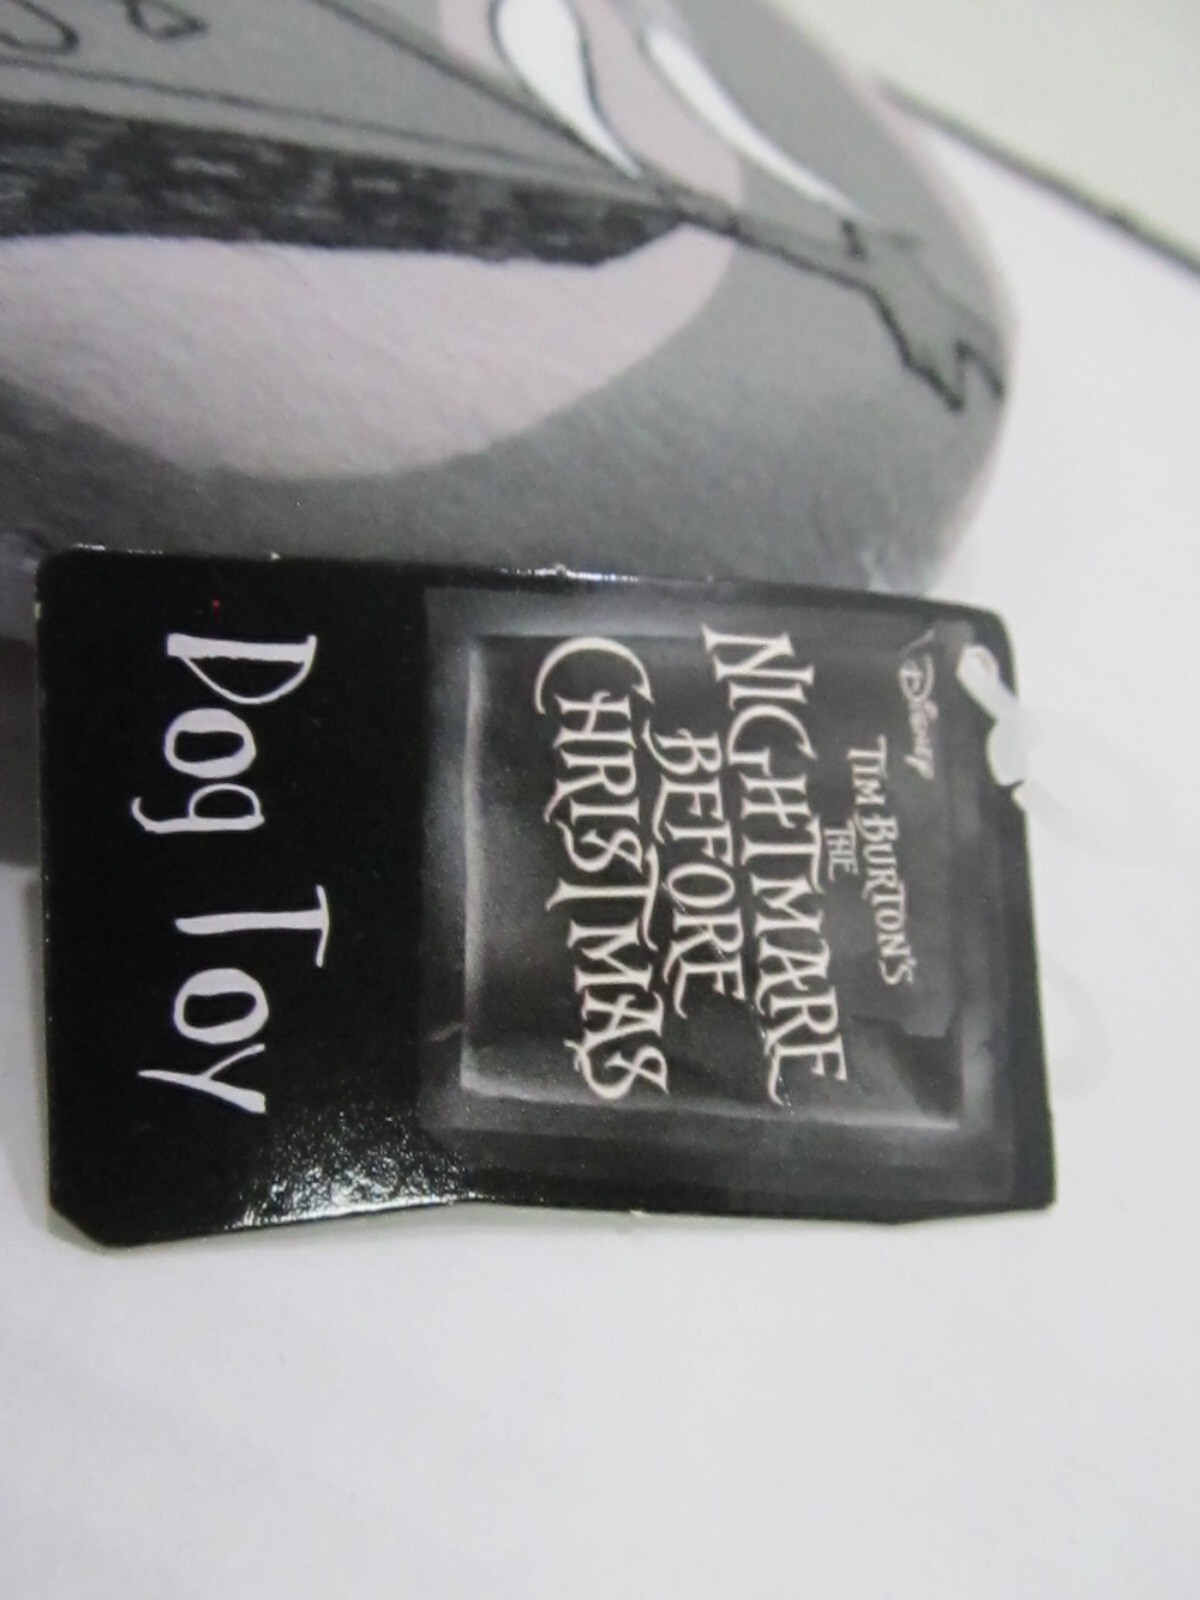 Disney
TIM BURTON'S
THE
NIGHTMARE
BEFORE
CHRISTMAS
Dog Toy